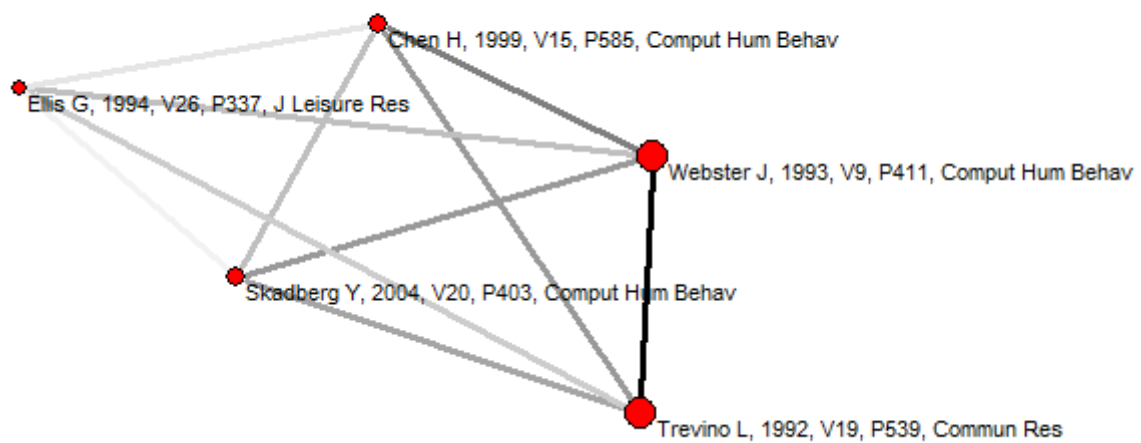 Chen H, 1999, V15, P585, Comput Hum Behav
Ellis G, 1994, V26, P337, J Leisure Res
Webster J, 1993, V9, P411, Comput Hum Behav
Skadberg Y, 2004, V20, P403, Comput Hum Behav
Trevino L, 1992, V19, P539, Commun Res